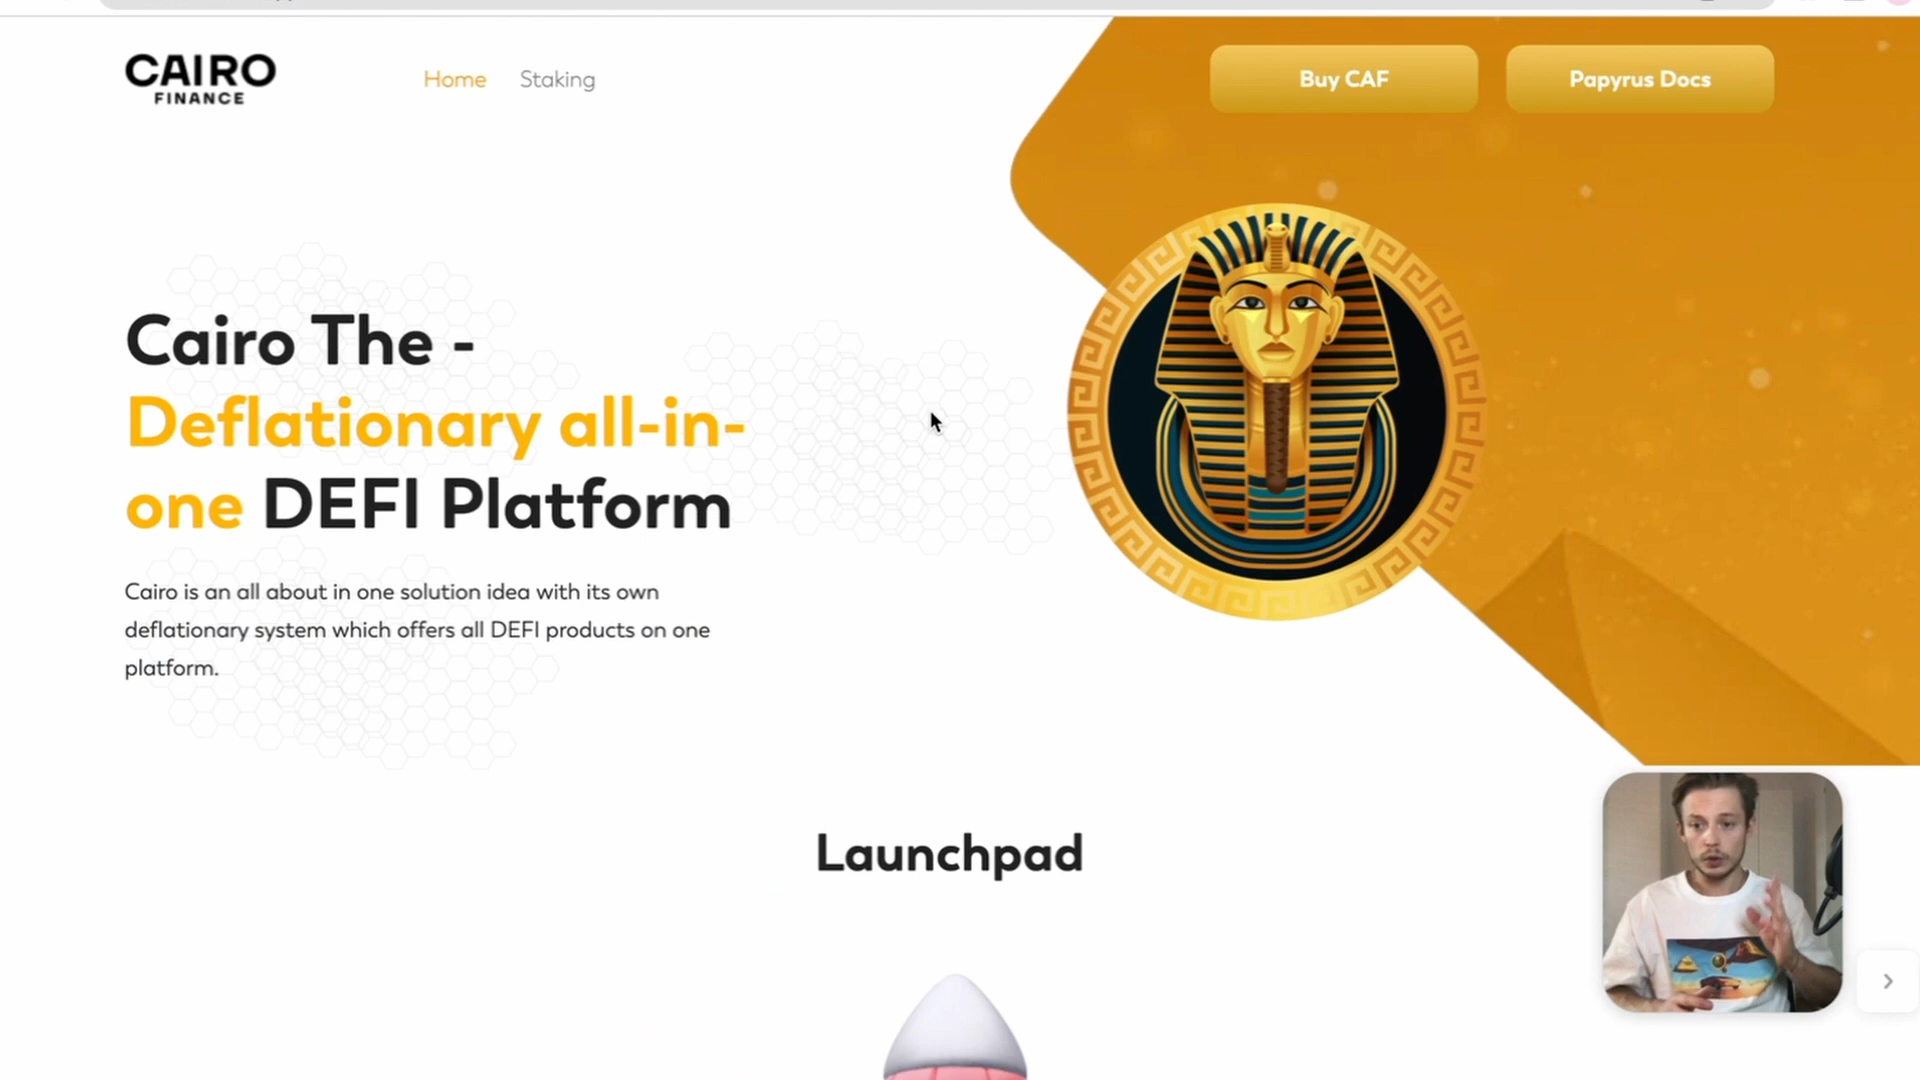 CAIRO
FINANCE
Home
Staking
Buy CAF
Papyrus Docs
Cairo The -
Deflationary all-in-
one DEFI Platform
Cairo is an all about in one solution idea with its own
deflationary system which offers all DEFI products on one
platform.
Launchpad